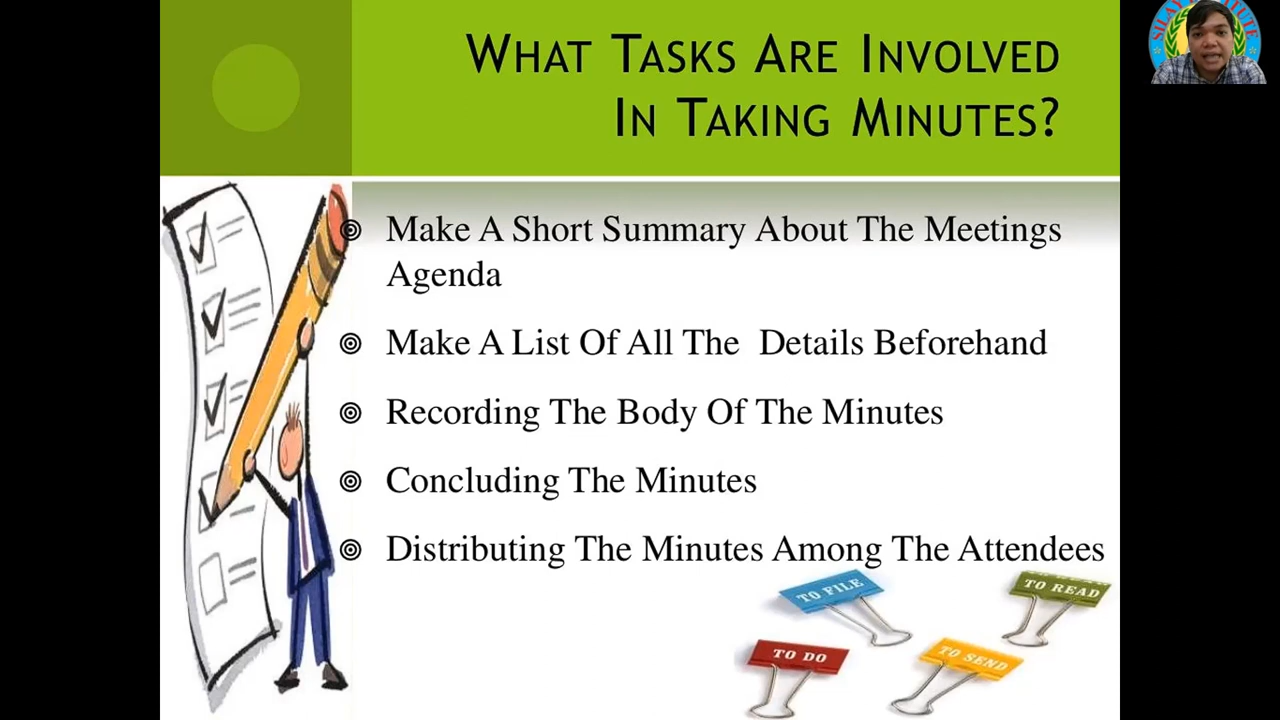 WHAT TASKS ARE INVOLVED
IN TAKING MINUTES?
Make A Short Summary About The Meetings
Agenda
Make A List Of All The Details Beforehand
Recording The Body Of The Minutes
Concluding The Minutes
Distributing The Minutes Among The Attendees
TO FILE
TO READ
TO DO
TO SEND